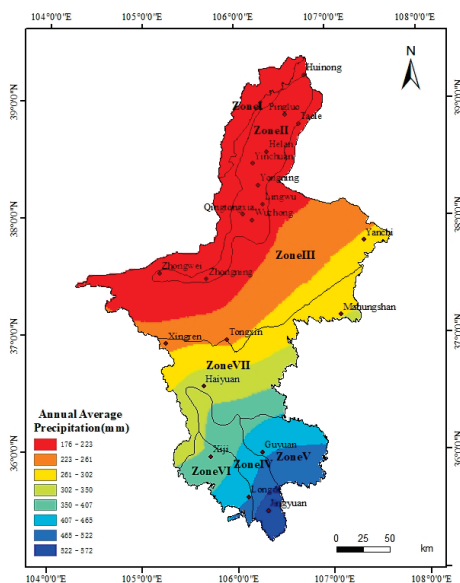 104°0'0"E 105°0'0"E 106°0'0"E 107°0'0"E 108°0'0"E
N
Huinong
39°0'0"N 39°0'0"N
ZoneI Pingluo
Taole
ZoneII
Helan
Yinchuan
Yongning
Lingwu
Qingtongxia Wuzhong
38°0'0"N 38°0'0"N
Yanchi
ZoneIII
Zhongwei
Zhongning
Mahungshan
37°0'0"N 37°0'0"N
Xingren Tongxin
ZoneVII
Haiyuan
Annual Average
Precipitation(mm)
176 - 223
223 - 261
261 - 302
302 - 350
350 - 407
407 - 465
465 - 522
522 - 572
36°0'0"N 36°0'0"N
Guyuan
Xiji
ZoneIV ZoneV
ZoneVI
Longde
Jingyuan
0 25 50
km
104°0'0"E 105°0'0"E 106°0'0"E 107°0'0"E 108°0'0"E